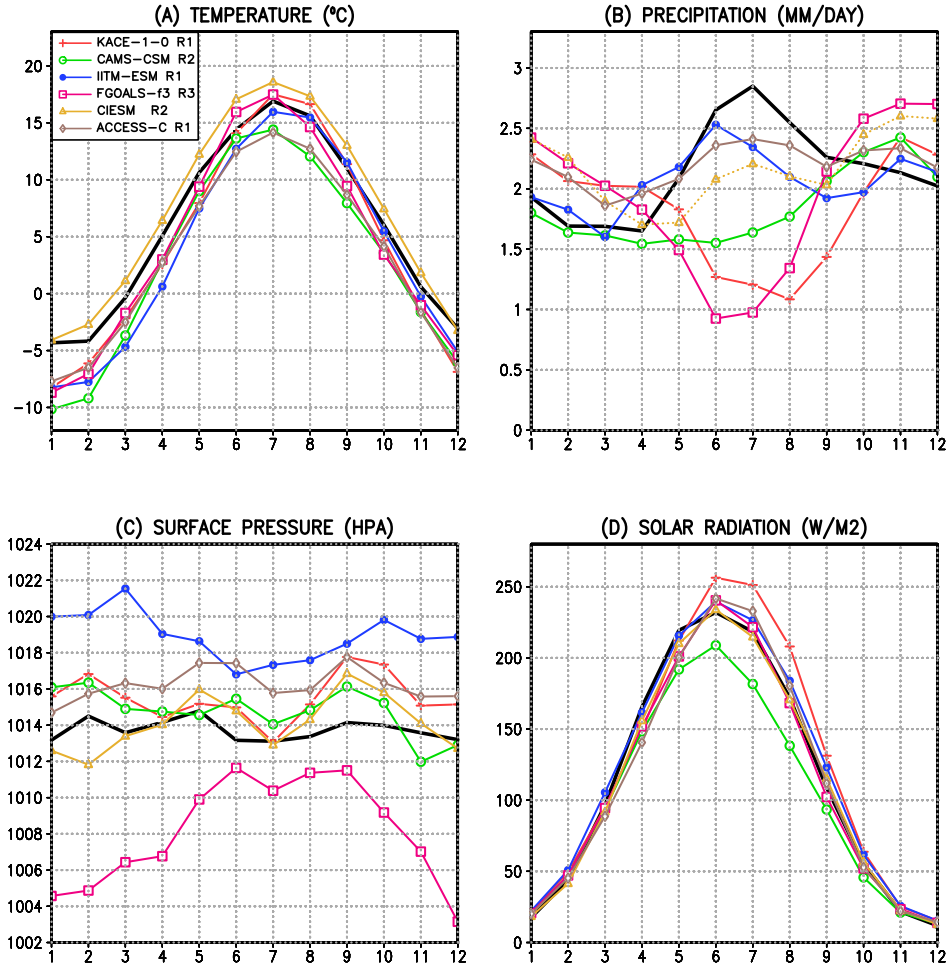 (A) TEMPERATURE (ºC)
20
15
10
5
0
−5
−10
KACE−1−0 R1
CAMS−CSM R2
IITM−ESM R1
FGOALS−f3 R3
CIESM R2
ACCESS−C R1
1 2 3 4 5 6 7 8 9 10 11 12
(B) PRECIPITATION (MM/DAY)
3
2.5
2
1.5
1
0.5
0
1 2 3 4 5 6 7 8 9 10 11 12
(C) SURFACE PRESSURE (HPA)
1024
1022
1020
1018
1016
1014
1012
1010
1008
1006
1004
1002
1 2 3 4 5 6 7 8 9 10 11 12
(D) SOLAR RADIATION (W/M2)
250
200
150
100
50
0
1 2 3 4 5 6 7 8 9 10 11 12